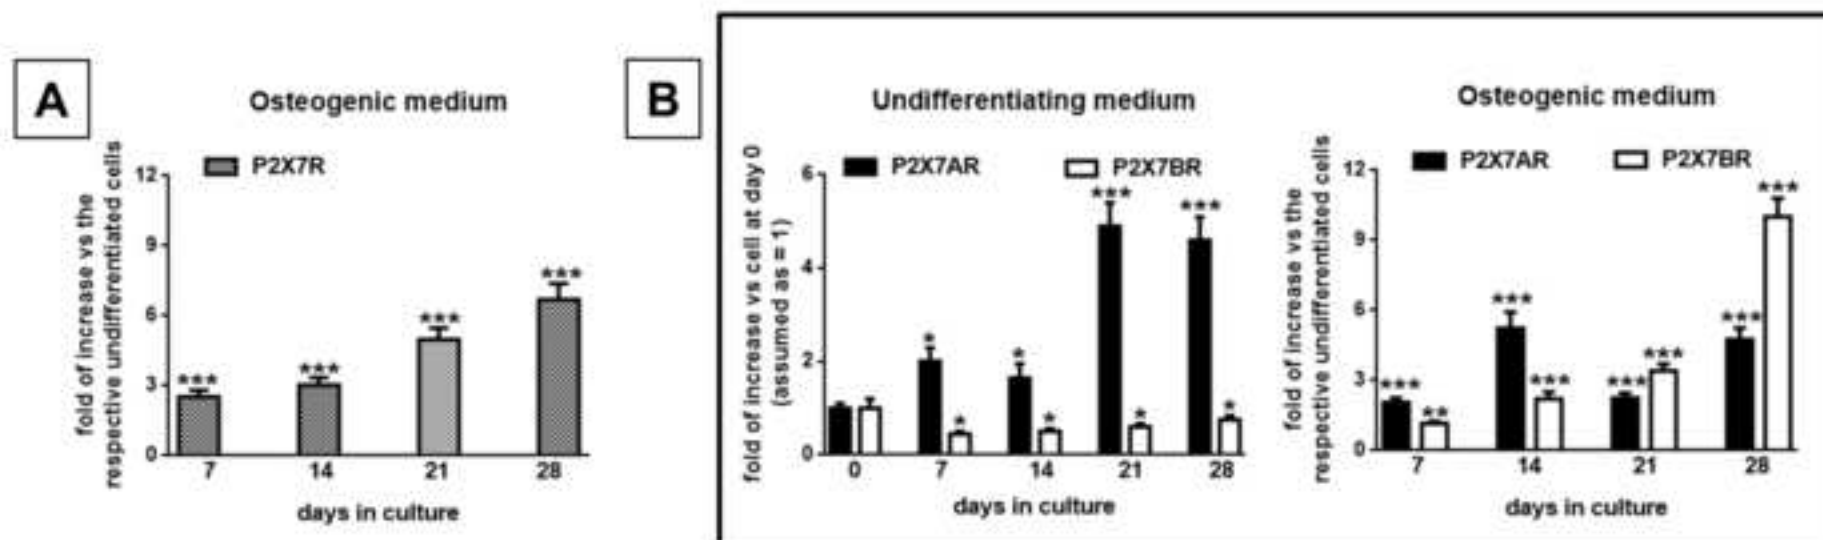 A
Osteogenic medium
P2X7R
fold of increase vs the
respective undifferentiated cells
12
9
6
3
0
***
***
***
***
7 14 21 28
days in culture
B
Undifferentiating medium
P2X7AR P2X7BR
fold of increase vs cell at day 0
(assumed as = 1)
6
4
2
0
* * * * *** * *** *
0 7 14 21 28
days in culture
Osteogenic medium
P2X7AR P2X7BR
fold of increase vs the
respective undifferentiated cells
12
9
6
3
0
*** ** *** *** *** *** *** ***
7 14 21 28
days in culture